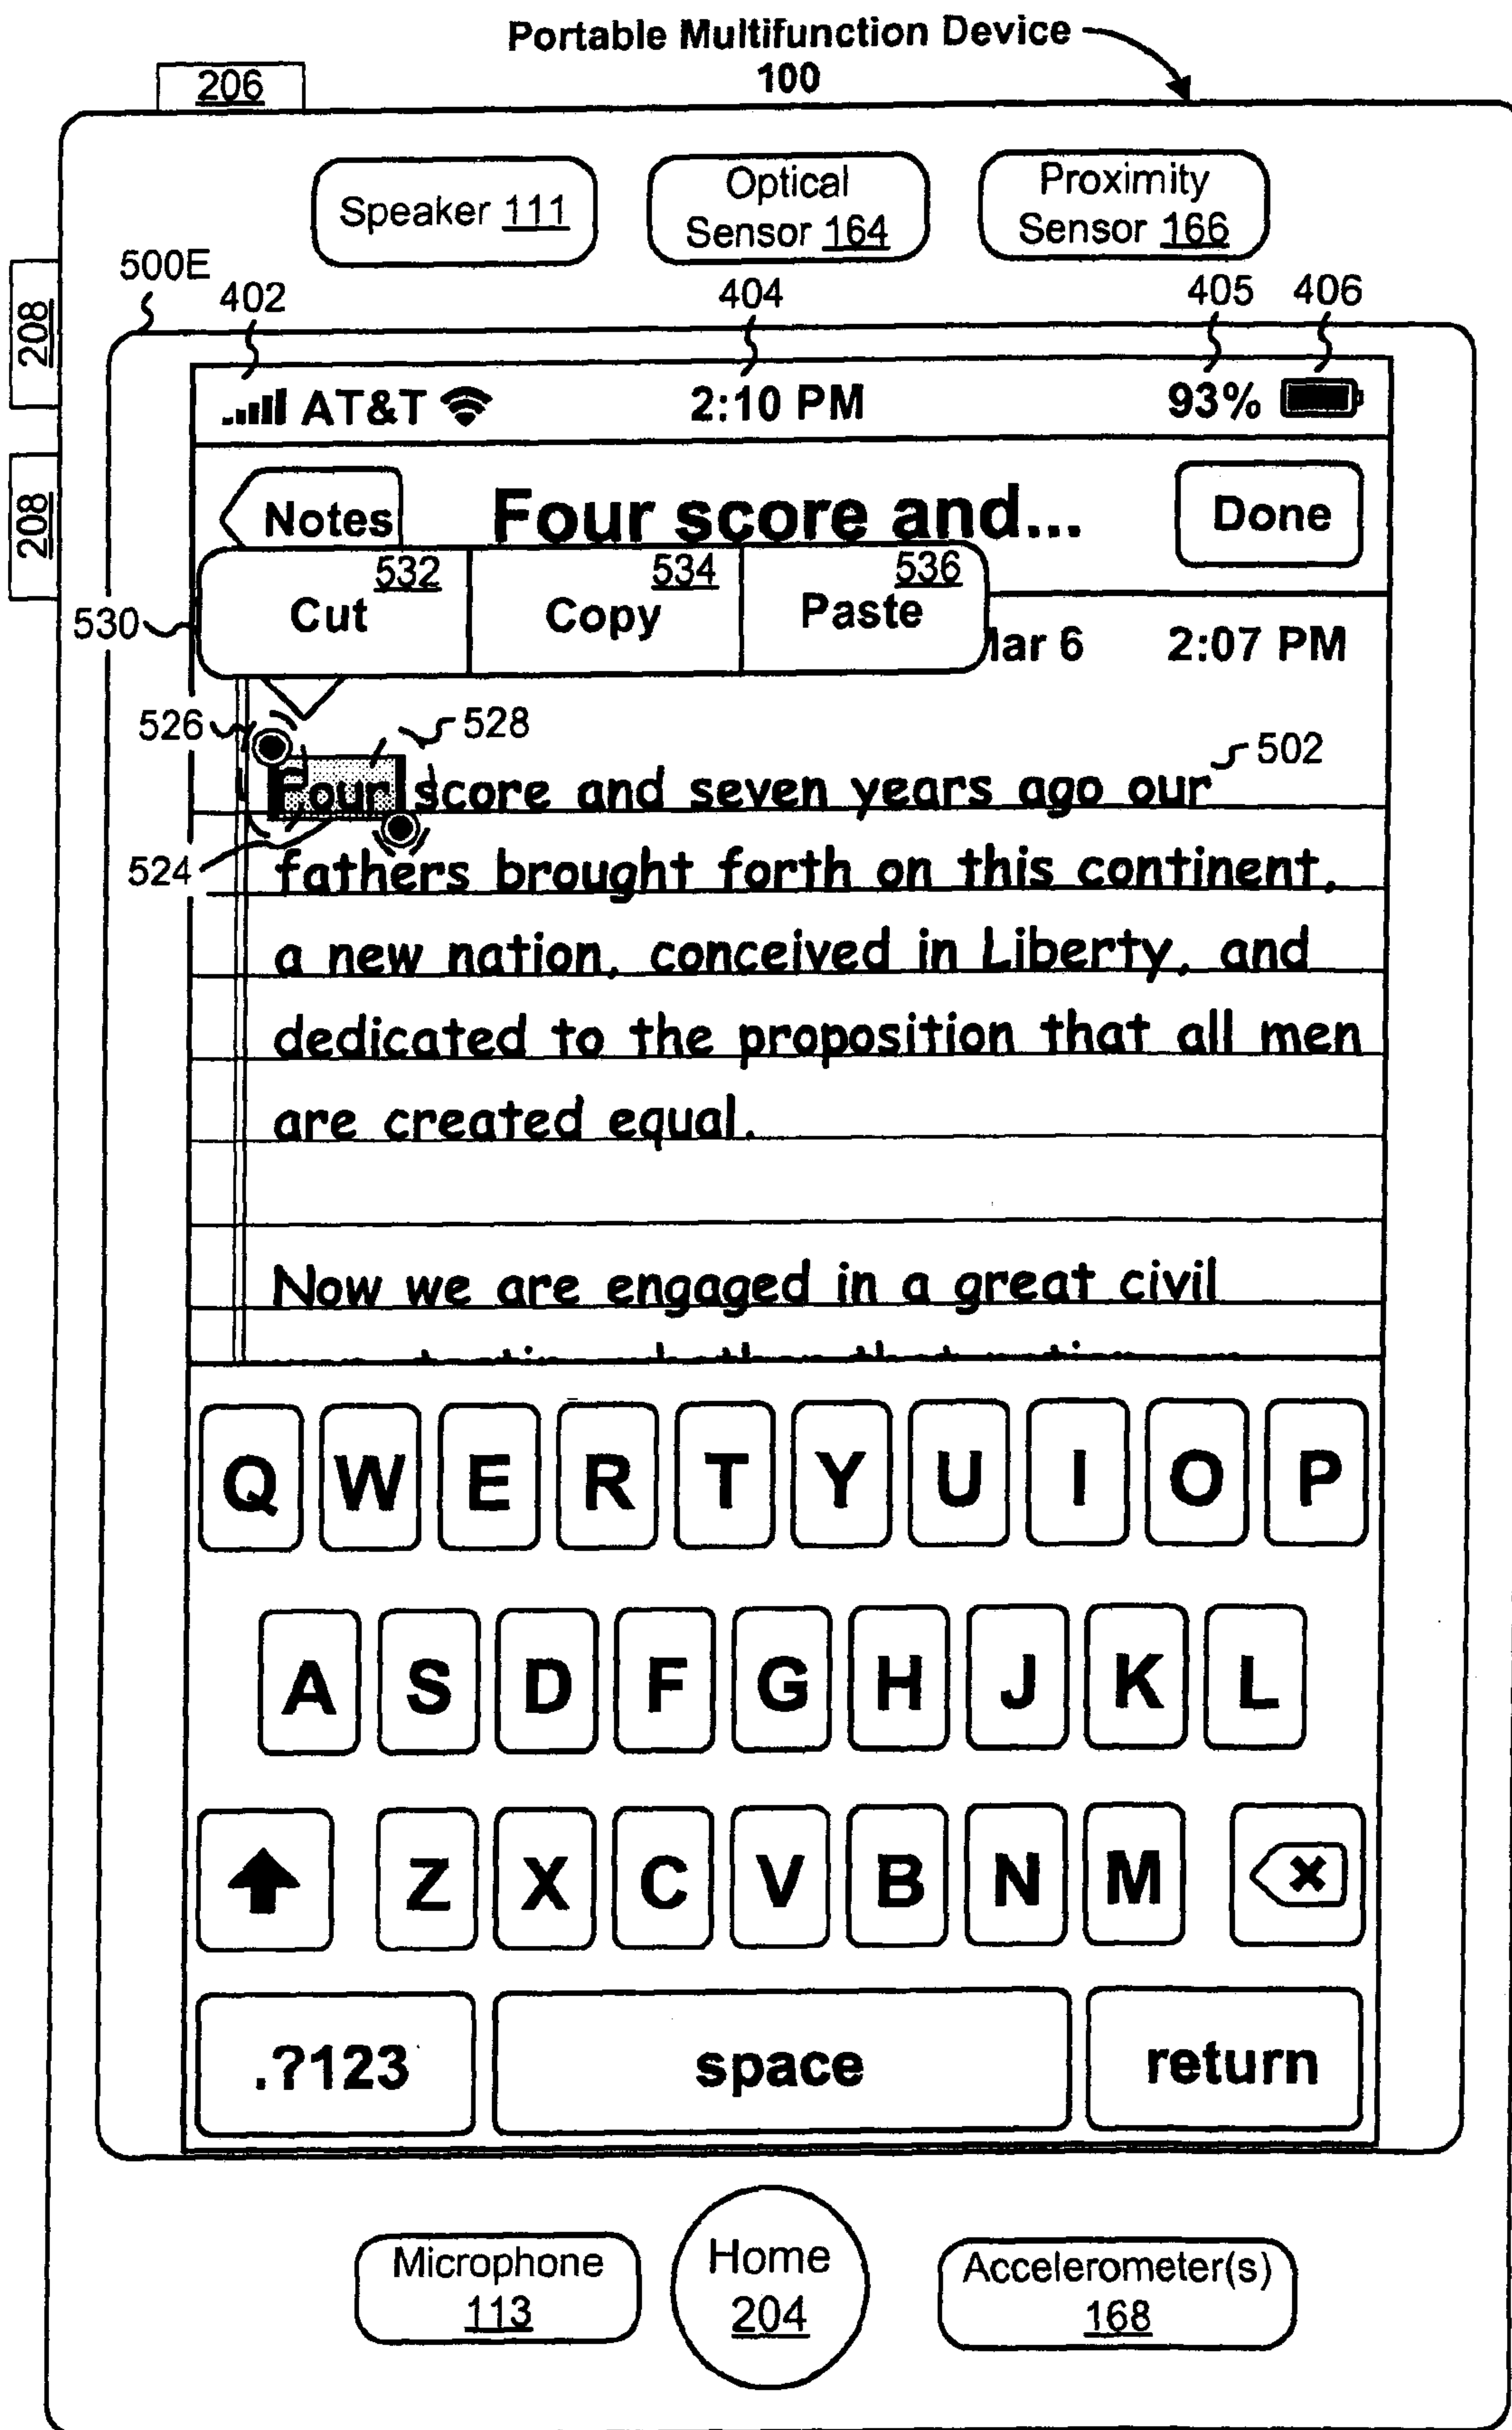 Portable Multifunction Device
100
206
Speaker 111
Optical
Sensor 164
Proximity
Sensor 166
500E
402
404
405
406
208
AT&T
2:10 PM
93%
Notes
Four score and...
Done
208
532
534
536
Cut
Copy
Paste
530
Mar 6
2:07 PM
526
528
502
Four score and seven years ago our
524
fathers brought forth on this continent,
a new nation, conceived in Liberty, and
dedicated to the proposition that all men
are created equal.
Now we are engaged in a great civil
Q W E R T Y U I O P
A S D F G H J K L
Z X C V B N M
.?123
space
return
Microphone
113
Home
204
Accelerometer(s)
168